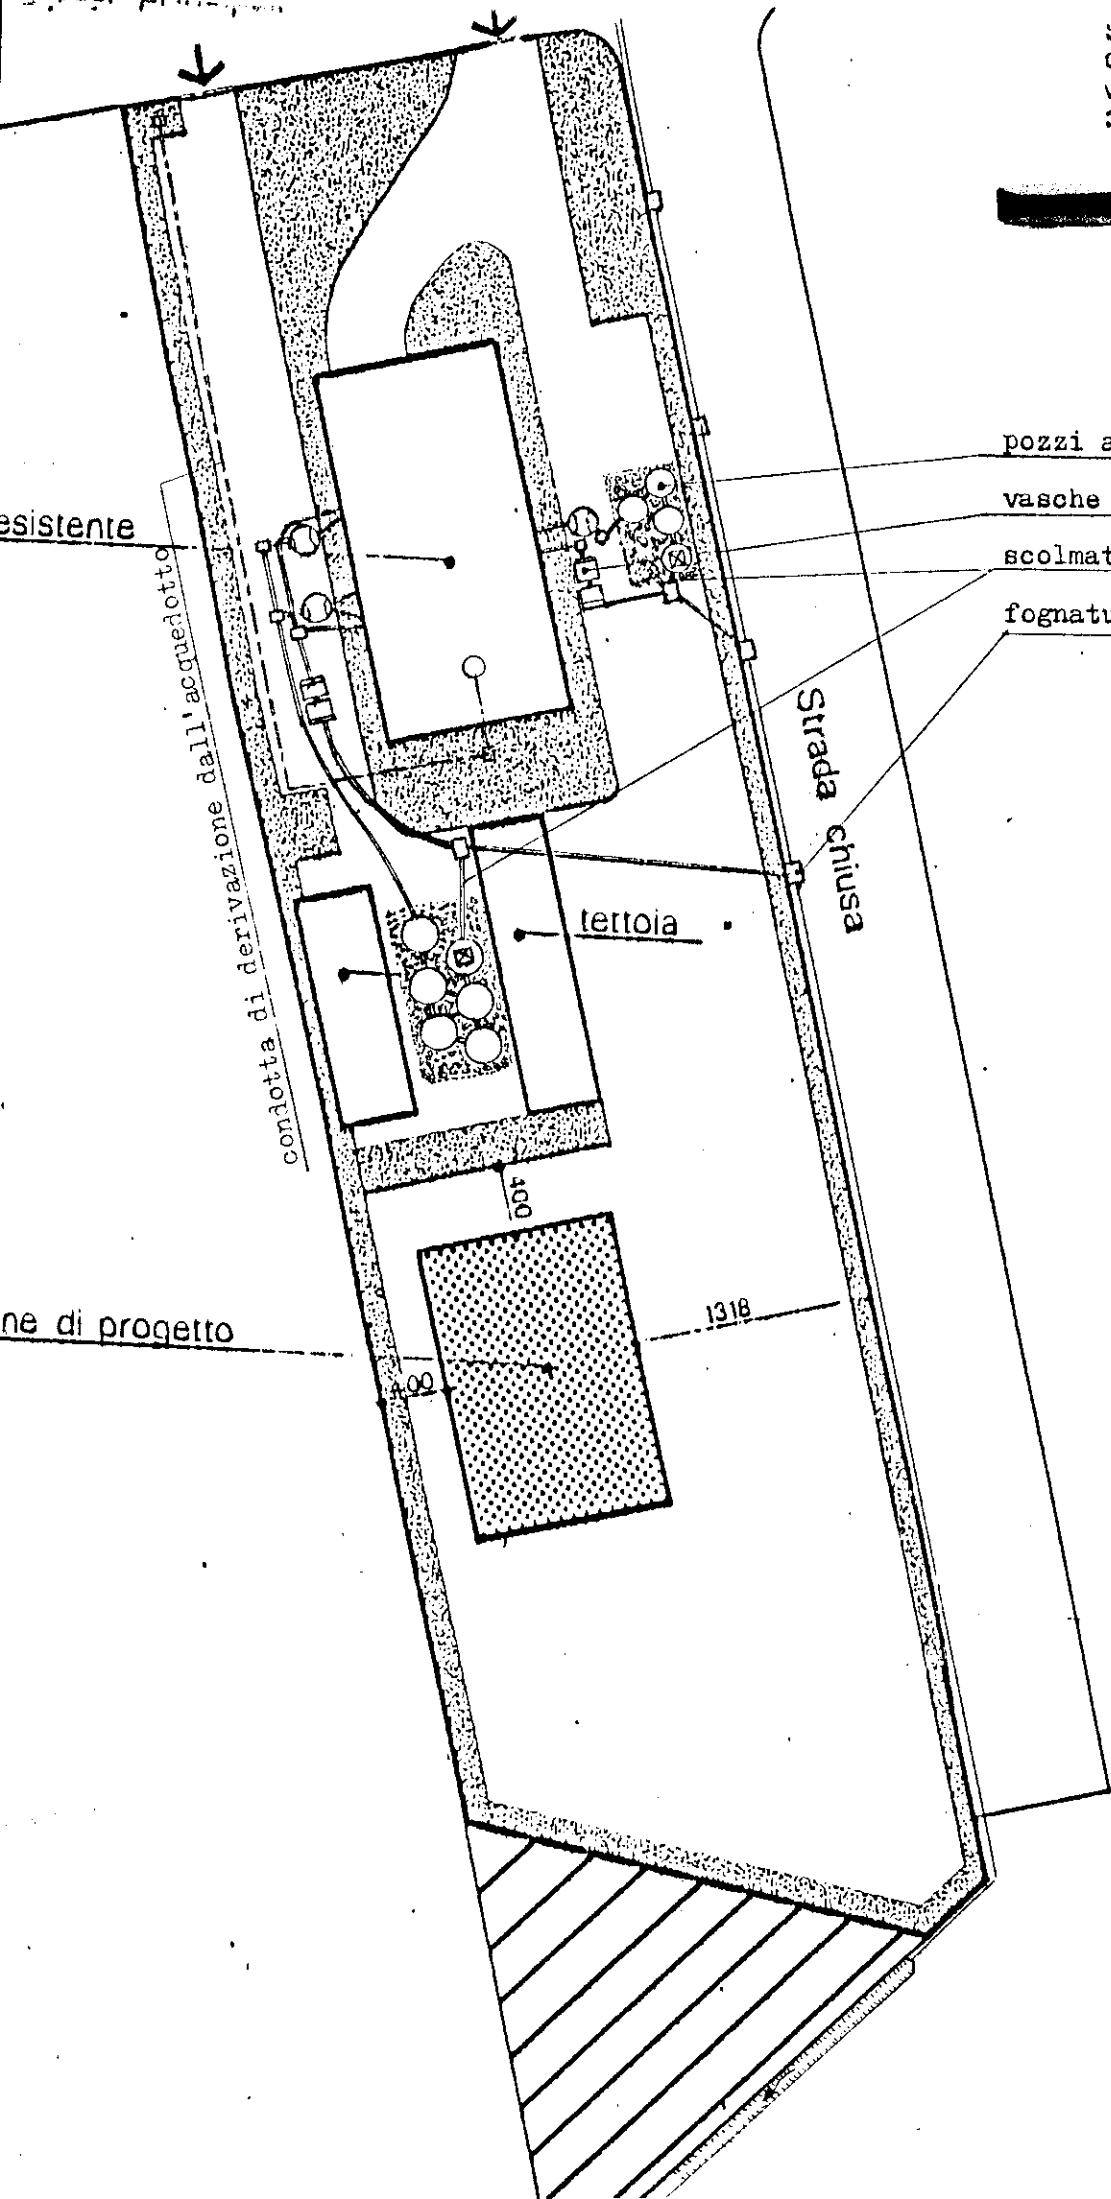 pozzi a
esistente
vasche
scolmat
fognatu
condotta di derivazione dall'acquedotto
Strada chiusa
tettoia
400
ne di progetto
1318
400